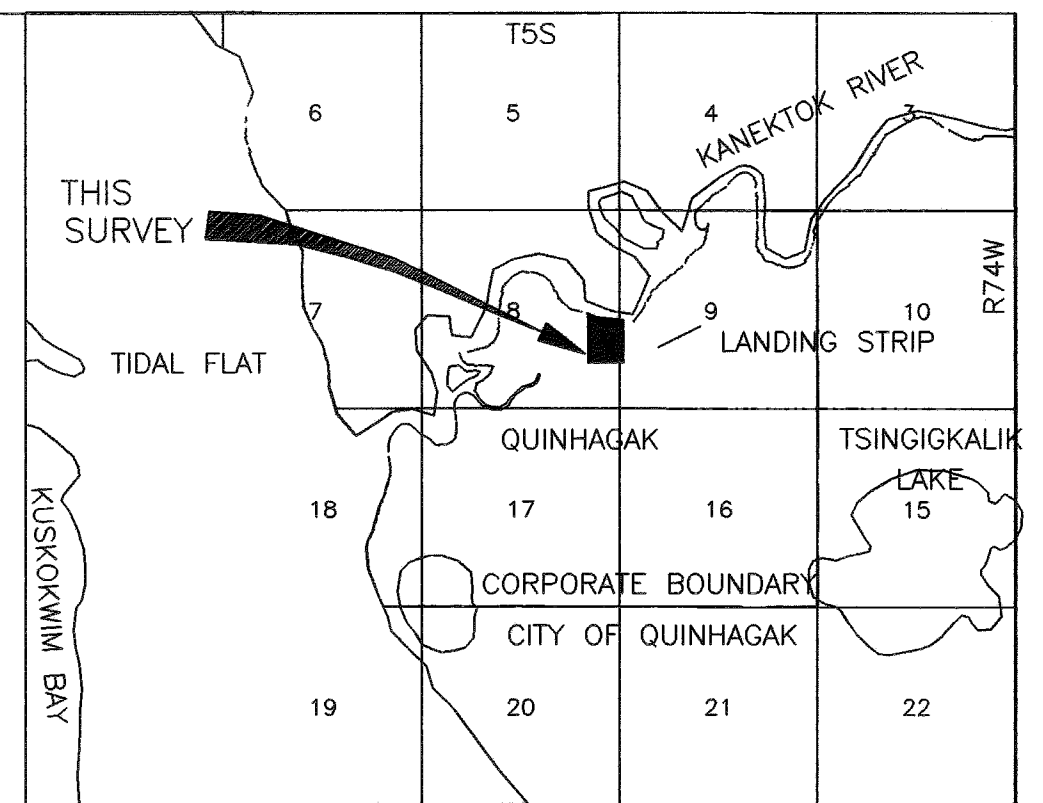 T5S
6
5
4
3
KANEKTOK RIVER
THIS
SURVEY
R74W
7
8
9
10
LANDING STRIP
TIDAL FLAT
QUINHAGAK
TSINGIGKALIK
LAKE
18
17
16
15
KUSKOKWIM BAY
CORPORATE BOUNDARY
CITY OF QUINHAGAK
19
20
21
22